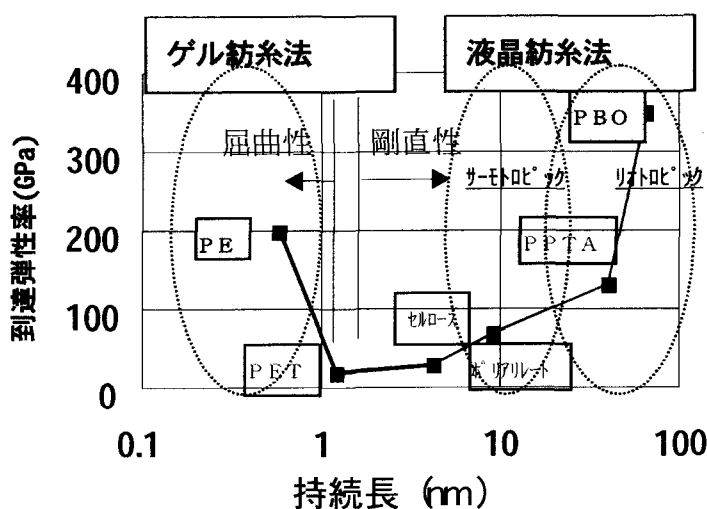 ゲル紡糸法
液晶紡糸法
400
300
200
100
0
到達弾性率(GPa)
屈曲性
剛直性
サーモトロピック
リオトロピック
PBO
PE
PPTA
セルロース
PET
ポリアリレート
0.1
1
10
100
持続長 (nm)